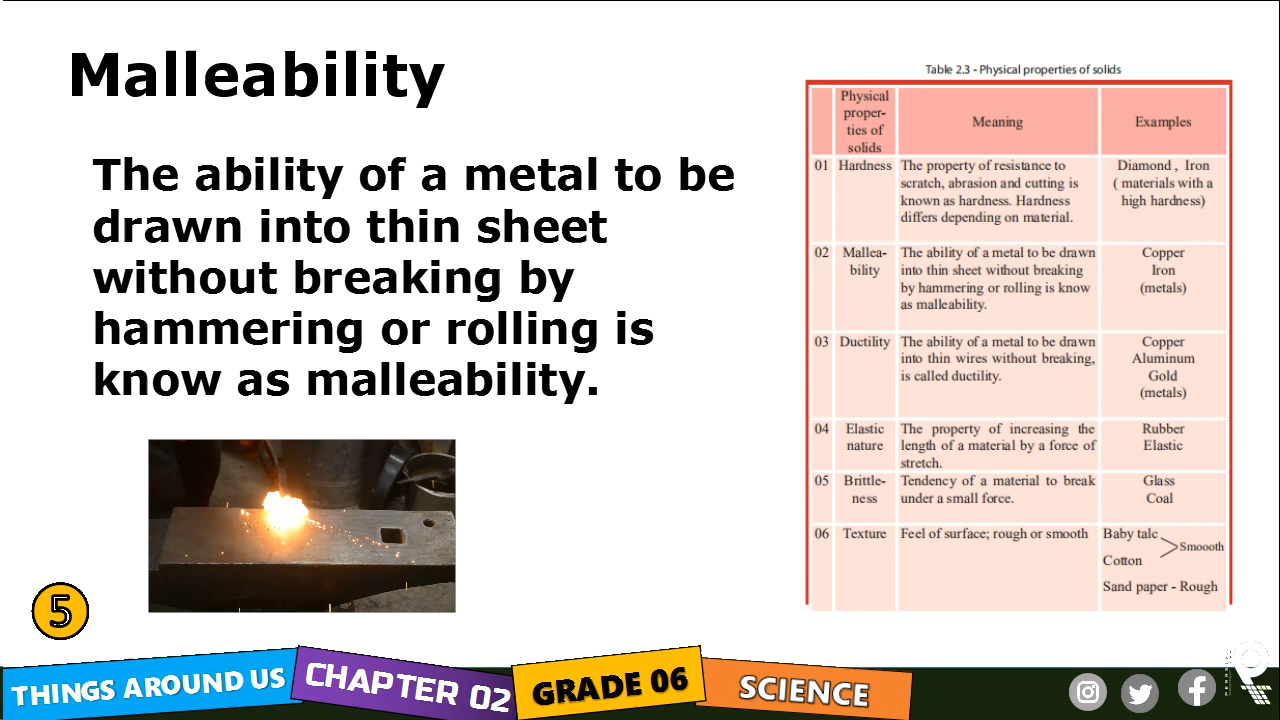 Malleability
The ability of a metal to be
drawn into thin sheet
without breaking by
hammering or rolling is
know as malleability.
5
Table 2.3 - Physical properties of solids
Physical
proper-
ties of
solids
Meaning
Examples
01 Hardness
The property of resistance to
scratch, abrasion and cutting is
known as hardness. Hardness
differs depending on material.
Diamond , Iron
( materials with a
high hardness)
02 Mallea-
bility
The ability of a metal to be drawn
into thin sheet without breaking
by hammering or rolling is know
as malleability.
Copper
Iron
(metals)
03 Ductility
The ability of a metal to be drawn
into thin wires without breaking,
is called ductility.
Copper
Aluminum
Gold
(metals)
04 Elastic
nature
The property of increasing the
length of a material by a force of
stretch.
Rubber
Elastic
05 Brittle-
ness
Tendency of a material to break
under a small force.
Glass
Coal
06 Texture
Feel of surface; rough or smooth
Baby talc
Smoooth
Cotton
Sand paper - Rough
THINGS AROUND US
CHAPTER 02
GRADE 06
SCIENCE